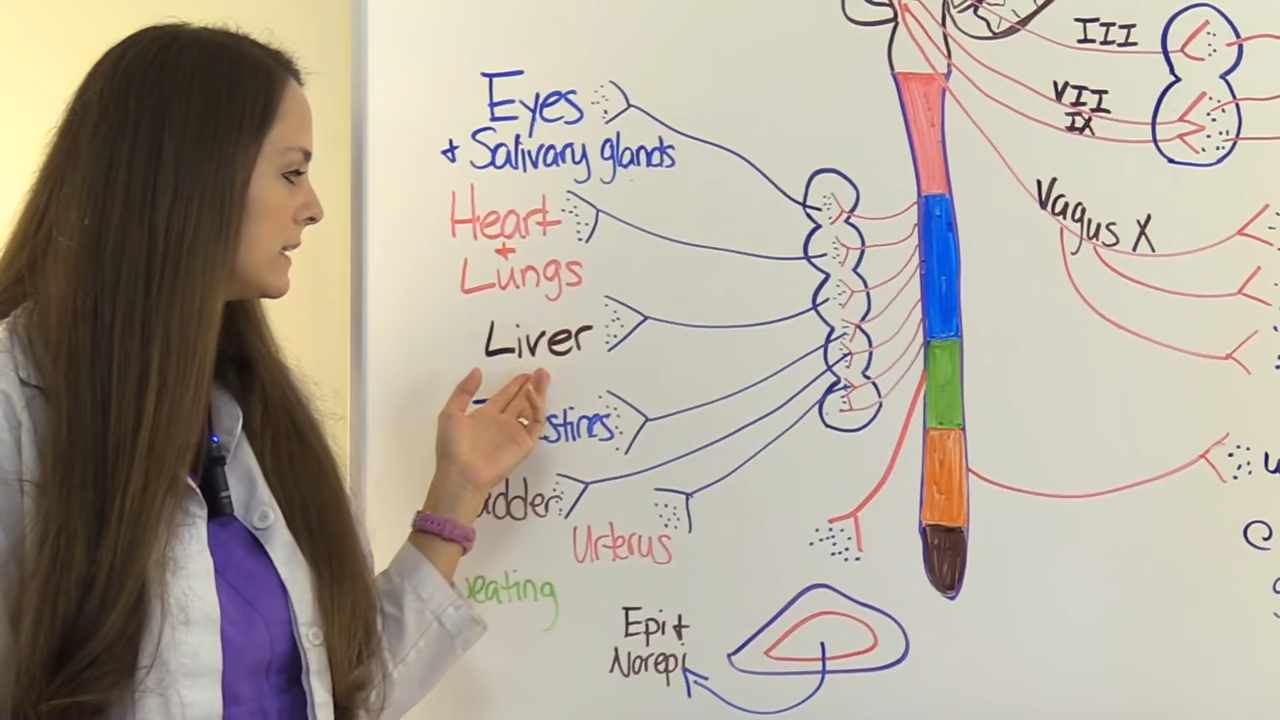 Eyes
+ Salivary glands
Heart
+
Lungs
Liver
Urterus
Epi +
Norepi
III
VII
IX
Vagus X